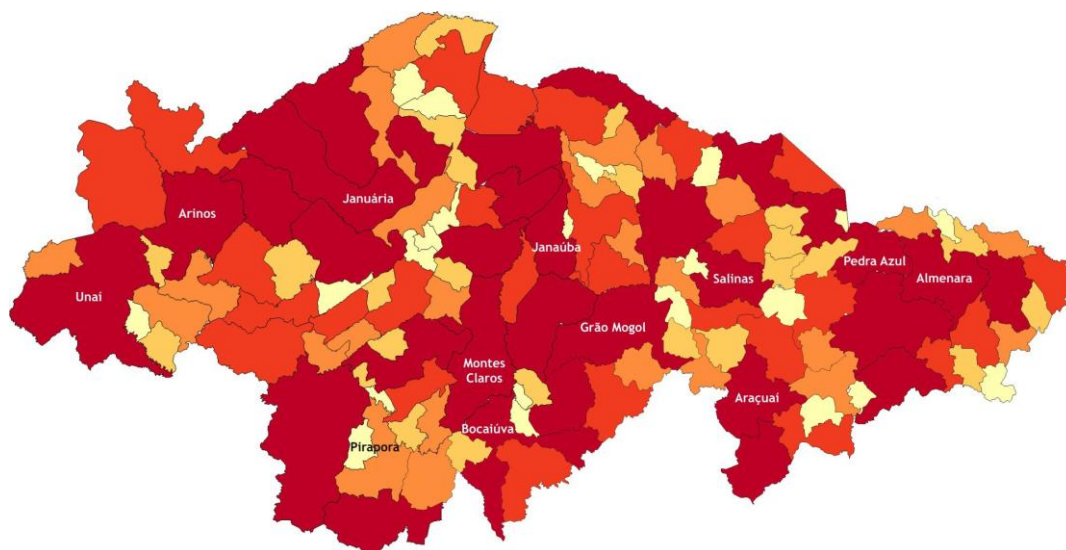 Januária
Arinos
Janaúba
Pedra Azul
Almenara
Salinas
Unaí
Grão Mogol
Montes
Claros
Araçuaí
Bocaiúva
Pirapora